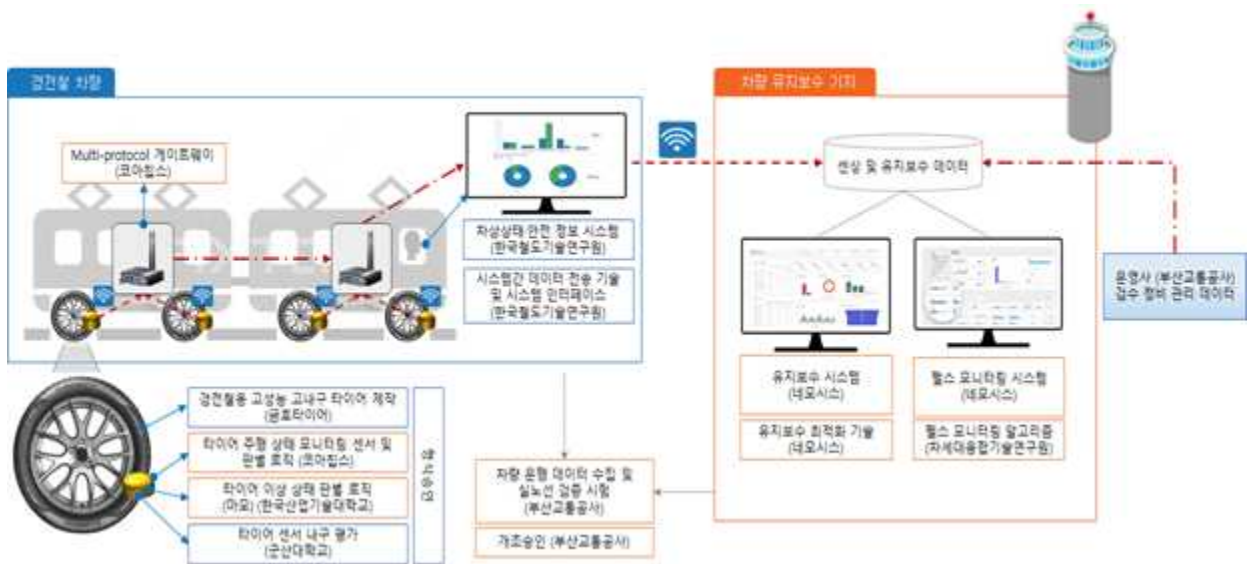 경전철 차량
Multi-protocol 게이트웨이
(코아칩스)
차상상태·안전 정보 시스템
(한국철도기술연구원)
시스템간 데이터 전송 기술
및 시스템 인터페이스
(한국철도기술연구원)
경전철용 고성능 고내구 타이어 제작
(금호타이어)
타이어 주행 상태 모니터링 센서 및
판별 로직 (코아칩스)
타이어 이상 상태 판별 로직
(마모) (한국산업기술대학교)
타이어 센서 내구 평가
(군산대학교)
형식승인
차량 운행 데이터 수집 및
실노선 검증 시험
(부산교통공사)
개조승인 (부산교통공사)
차량 유지보수 기지
센싱 및 유지보수 데이터
유지보수 시스템
(네모시스)
유지보수 최적화 기술
(네모시스)
헬스 모니터링 시스템
(네모시스)
헬스 모니터링 알고리즘
(차세대융합기술연구원)
운영사 (부산교통공사)
검수 정비 관리 데이터